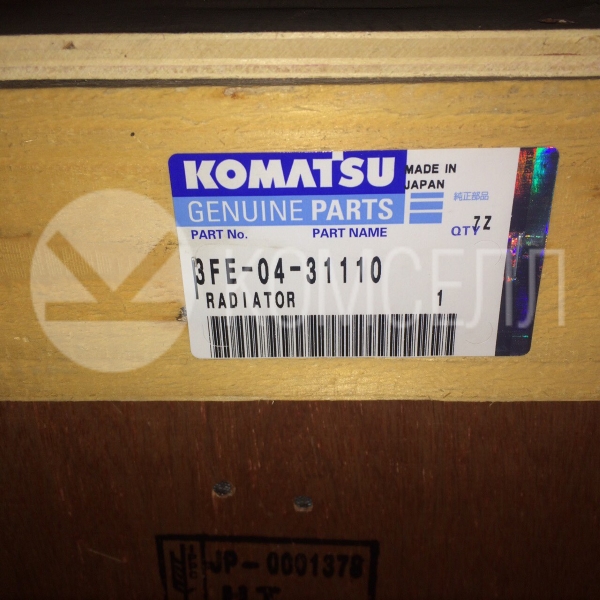 KOMATSU
MADE IN
JAPAN
GENUINE PARTS
純正部品
PART No. PART NAME QTY ZZ
3FE-04-31110
RADIATOR 1
КОМСЕЛЛ
JP-0001378
HT